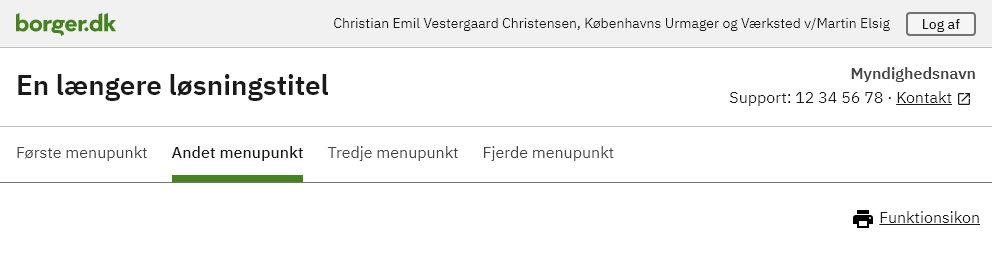 borger.dk
Christian Emil Vestergaard Christensen, Københavns Urmager og Værksted v/Martin Elsig
Log af
En længere løsningstitel
Myndighedsnavn
Support: 12 34 56 78 · Kontakt
Første menupunkt
Andet menupunkt
Tredje menupunkt
Fjerde menupunkt
Funktionsikon